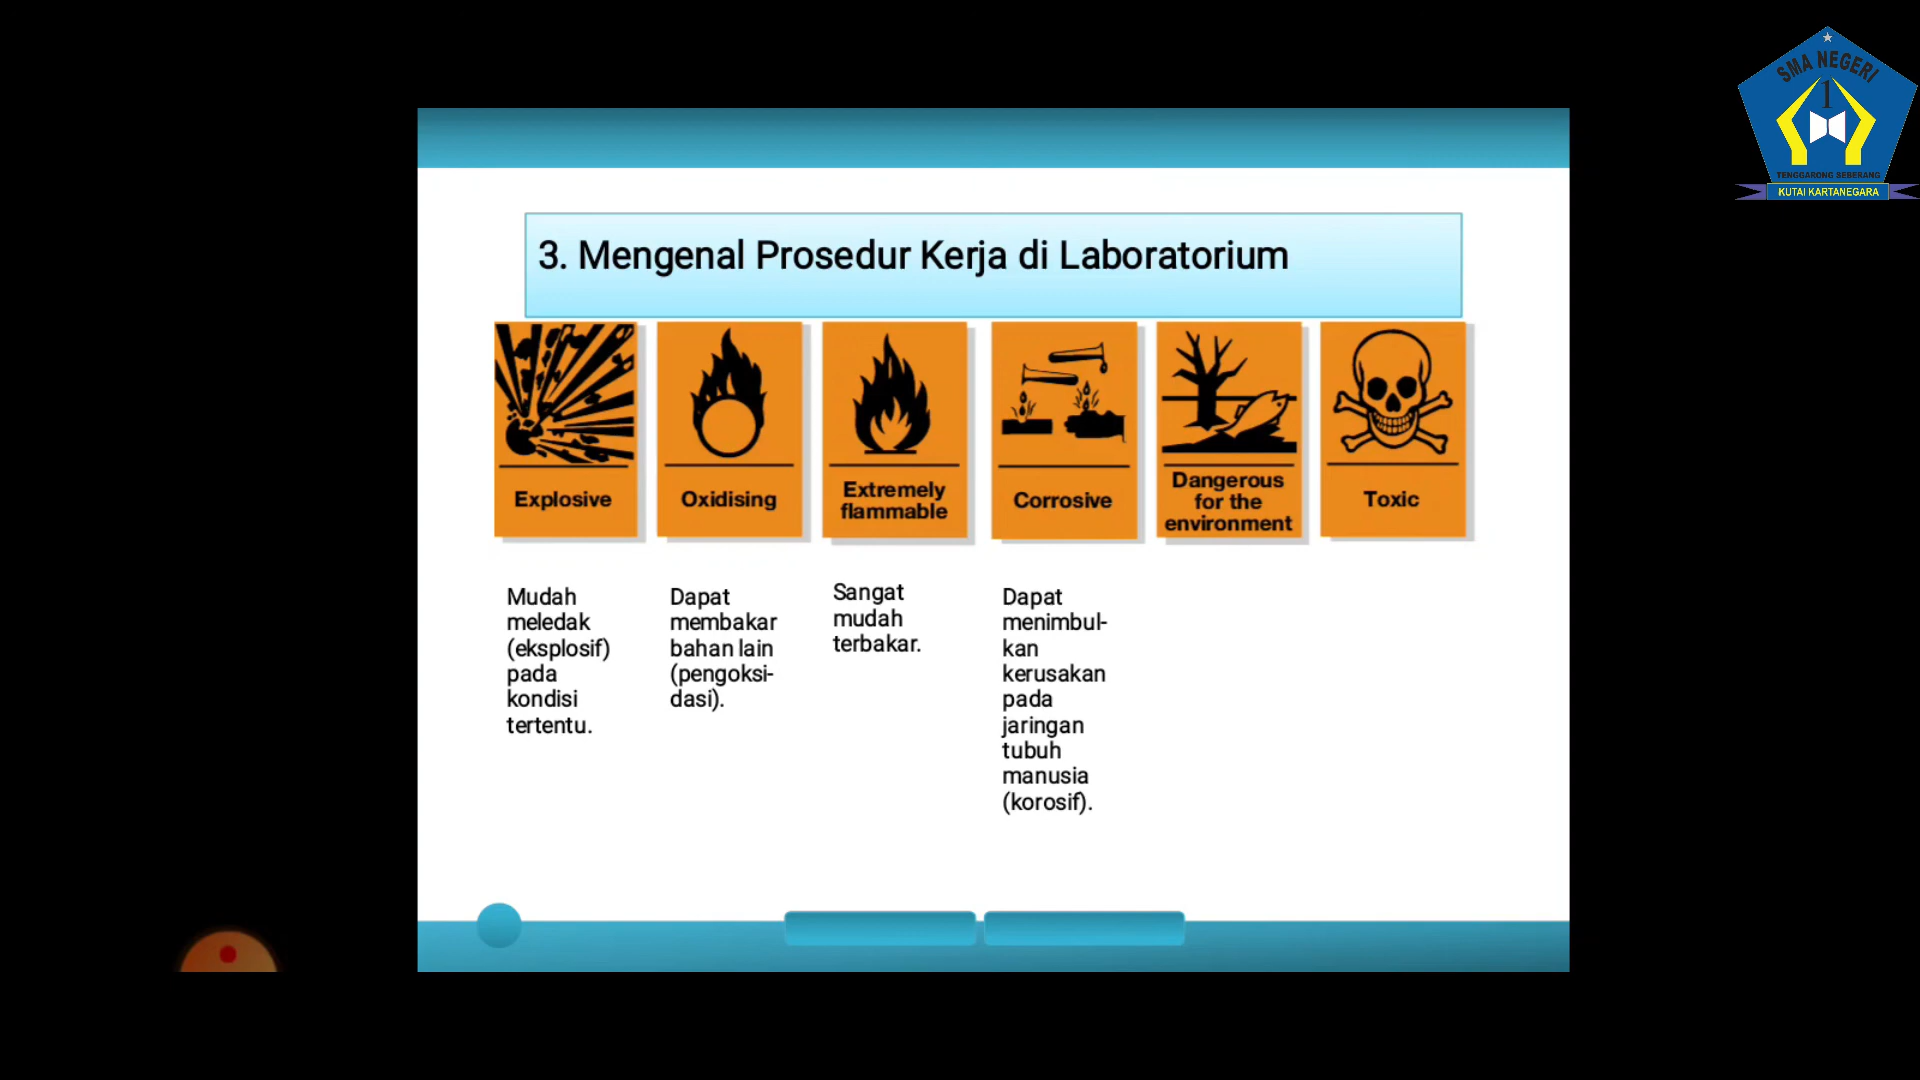 SMA NEGERI
1
TENGGARONG SEBERANG
KUTAI KARTANEGARA
3. Mengenal Prosedur Kerja di Laboratorium
Explosive
Oxidising
Extremely
flammable
Corrosive
Dangerous
for the
environment
Toxic
Mudah
meledak
(eksplosif)
pada
kondisi
tertentu.
Dapat
membakar
bahan lain
(pengoksi-
dasi).
Sangat
mudah
terbakar.
Dapat
menimbul-
kan
kerusakan
pada
jaringan
tubuh
manusia
(korosif).